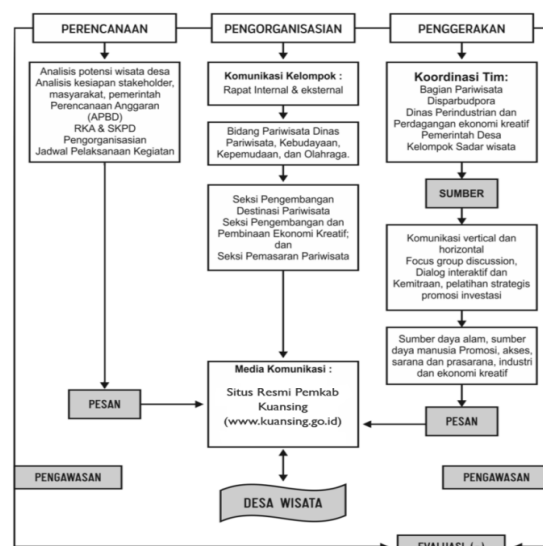 PERENCANAAN
PENGORGANISASIAN
PENGGERAKAN
Analisis potensi wisata desa
Analisis kesiapan stakeholder,
masyarakat, pemerintah
Perencanaan Anggaran
(APBD)
RKA & SKPD
Pengorganisasian
Jadwal Pelaksanaan Kegiatan
Komunikasi Kelompok :
Rapat Internal & eksternal
Bidang Pariwisata Dinas
Pariwisata, Kebudayaan,
Kepemudaan, dan Olahraga.
Seksi Pengembangan
Destinasi Pariwisata
Seksi Pengembangan dan
Pembinaan Ekonomi Kreatif;
dan
Seksi Pemasaran Pariwisata
Koordinasi Tim:
Bagian Pariwisata
Disparbudpora
Dinas Perindustrian dan
Perdagangan ekonomi kreatif
Pemerintah Desa
Kelompok Sadar wisata
SUMBER
Komunikasi vertical dan
horizontal
Focus group discussion,
Dialog interaktif dan
Kemitraan, pelatihan strategis
promosi investasi
Sumber daya alam, sumber
daya manusia Promosi, akses,
sarana dan prasarana, industri
dan ekonomi kreatif
PESAN
Media Komunikasi :
Situs Resmi Pemkab
Kuansing
(www.kuansing.go.id)
PESAN
PENGAWASAN
PENGAWASAN
DESA WISATA
EVALUASI